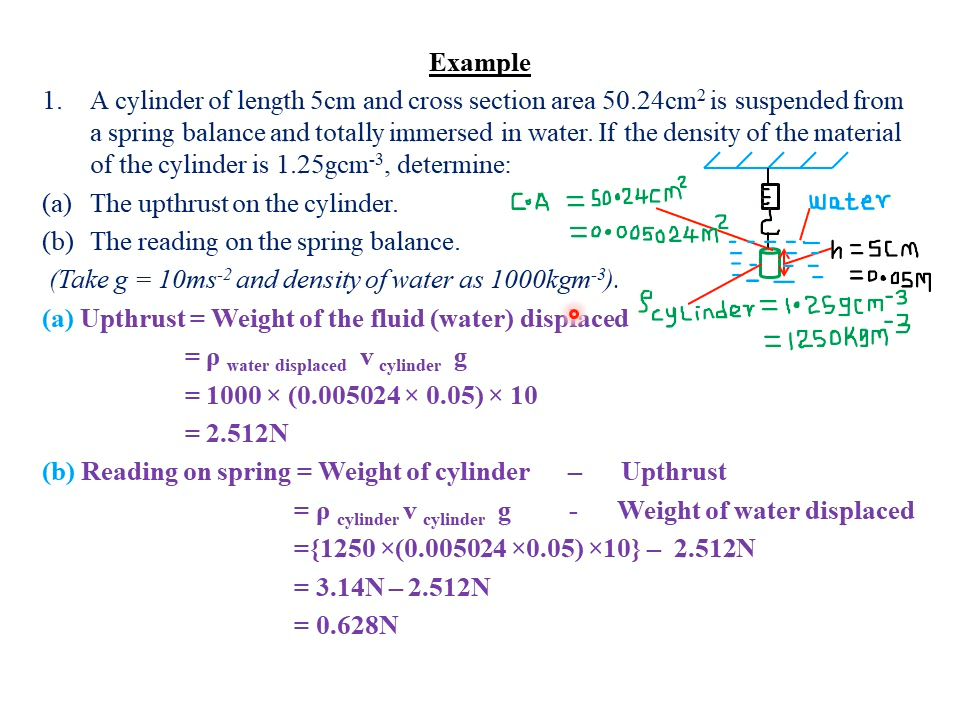 Example
1. A cylinder of length 5cm and cross section area 50.24cm² is suspended from
a spring balance and totally immersed in water. If the density of the material
of the cylinder is 1.25gcm⁻³, determine:
(a) The upthrust on the cylinder.
(b) The reading on the spring balance.
(Take g = 10ms⁻² and density of water as 1000kgm⁻³).
C.A = 50.24cm²
= 0.005024m²
water
h = 5cm
= 0.05m
ρcylinder = 1.25gcm⁻³
= 1250kgm⁻³
(a) Upthrust = Weight of the fluid (water) displaced
= ρ water displaced v cylinder g
= 1000 × (0.005024 × 0.05) × 10
= 2.512N
(b) Reading on spring = Weight of cylinder – Upthrust
= ρ cylinder v cylinder g - Weight of water displaced
={1250 ×(0.005024 ×0.05) ×10} – 2.512N
= 3.14N – 2.512N
= 0.628N